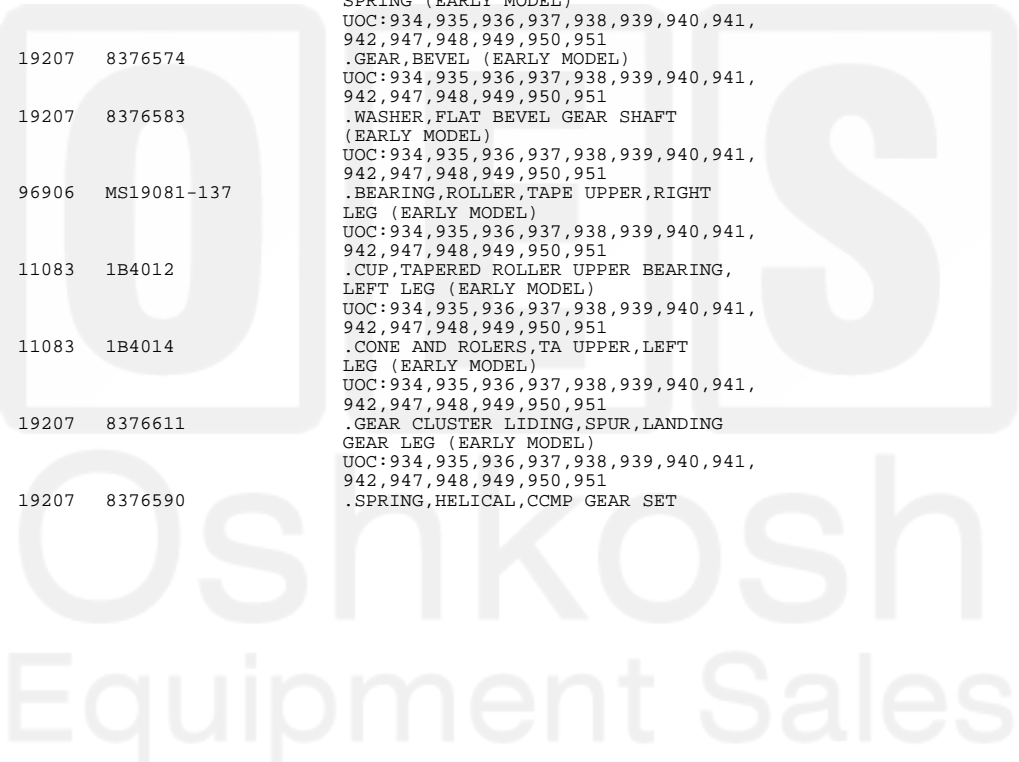 SPRING (EARLY MODEL)
UOC:934,935,936,937,938,939,940,941,
942,947,948,949,950,951
19207 8376574 .GEAR,BEVEL (EARLY MODEL)
UOC:934,935,936,937,938,939,940,941,
942,947,948,949,950,951
19207 8376583 .WASHER,FLAT BEVEL GEAR SHAFT
(EARLY MODEL)
UOC:934,935,936,937,938,939,940,941,
942,947,948,949,950,951
96906 MS19081-137 .BEARING,ROLLER,TAPE UPPER,RIGHT
LEG (EARLY MODEL)
UOC:934,935,936,937,938,939,940,941,
942,947,948,949,950,951
11083 1B4012 .CUP,TAPERED ROLLER UPPER BEARING,
LEFT LEG (EARLY MODEL)
UOC:934,935,936,937,938,939,940,941,
942,947,948,949,950,951
11083 1B4014 .CONE AND ROLERS,TA UPPER,LEFT
LEG (EARLY MODEL)
UOC:934,935,936,937,938,939,940,941,
942,947,948,949,950,951
19207 8376611 .GEAR CLUSTER LIDING,SPUR,LANDING
GEAR LEG (EARLY MODEL)
UOC:934,935,936,937,938,939,940,941,
942,947,948,949,950,951
19207 8376590 .SPRING,HELICAL,CCMP GEAR SET
OES
Oshkosh
Equipment Sales